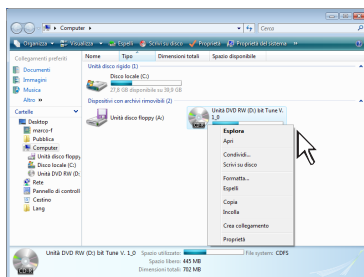 Computer
Cerca
Organizza Visualizza Espelli Scrivi su disco Proprietà Proprietà del sistema »
Collegamenti preferiti
Documenti
Immagini
Musica
Altro »
Cartelle
Desktop
marco-f
Pubblica
Computer
Unità disco floppy
Disco locale (C:)
Unità DVD RW (D:
Rete
Pannello di controll
Cestino
Lang
Nome Tipo Dimensioni totali Spazio disponibile
Unità disco rigido (1)
Disco locale (C:)
27,8 GB disponibile su 39,9 GB
Dispositivi con archivi rimovibili (2)
Unità disco floppy (A:)
Unità DVD RW (D:) bit Tune V.
1_0
Esplora
Apri
Condividi...
Scrivi su disco
Formatta...
Espelli
Copia
Incolla
Crea collegamento
Proprietà
Unità DVD RW (D:) bit Tune V. 1_0 Spazio utilizzato: File system: CDFS
Spazio libero: 445 MB
Dimensioni totali: 702 MB